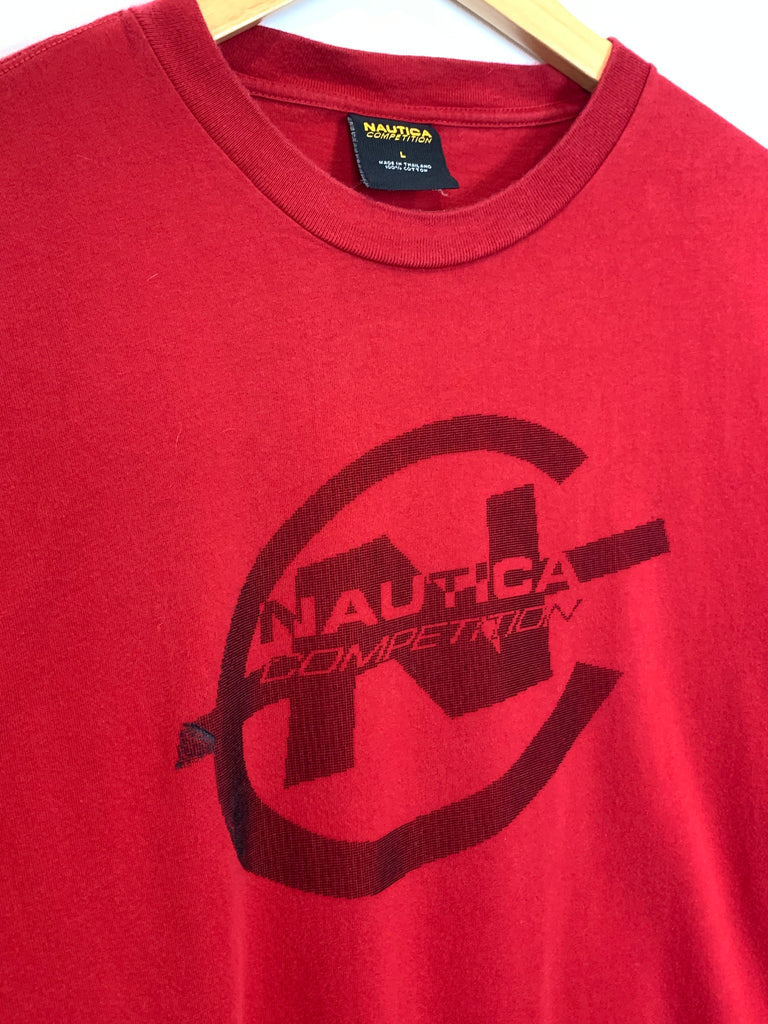 NAUTICA
COMPETITION
L
MADE IN THAILAND
100% COTTON
NAUTICA
COMPETITION